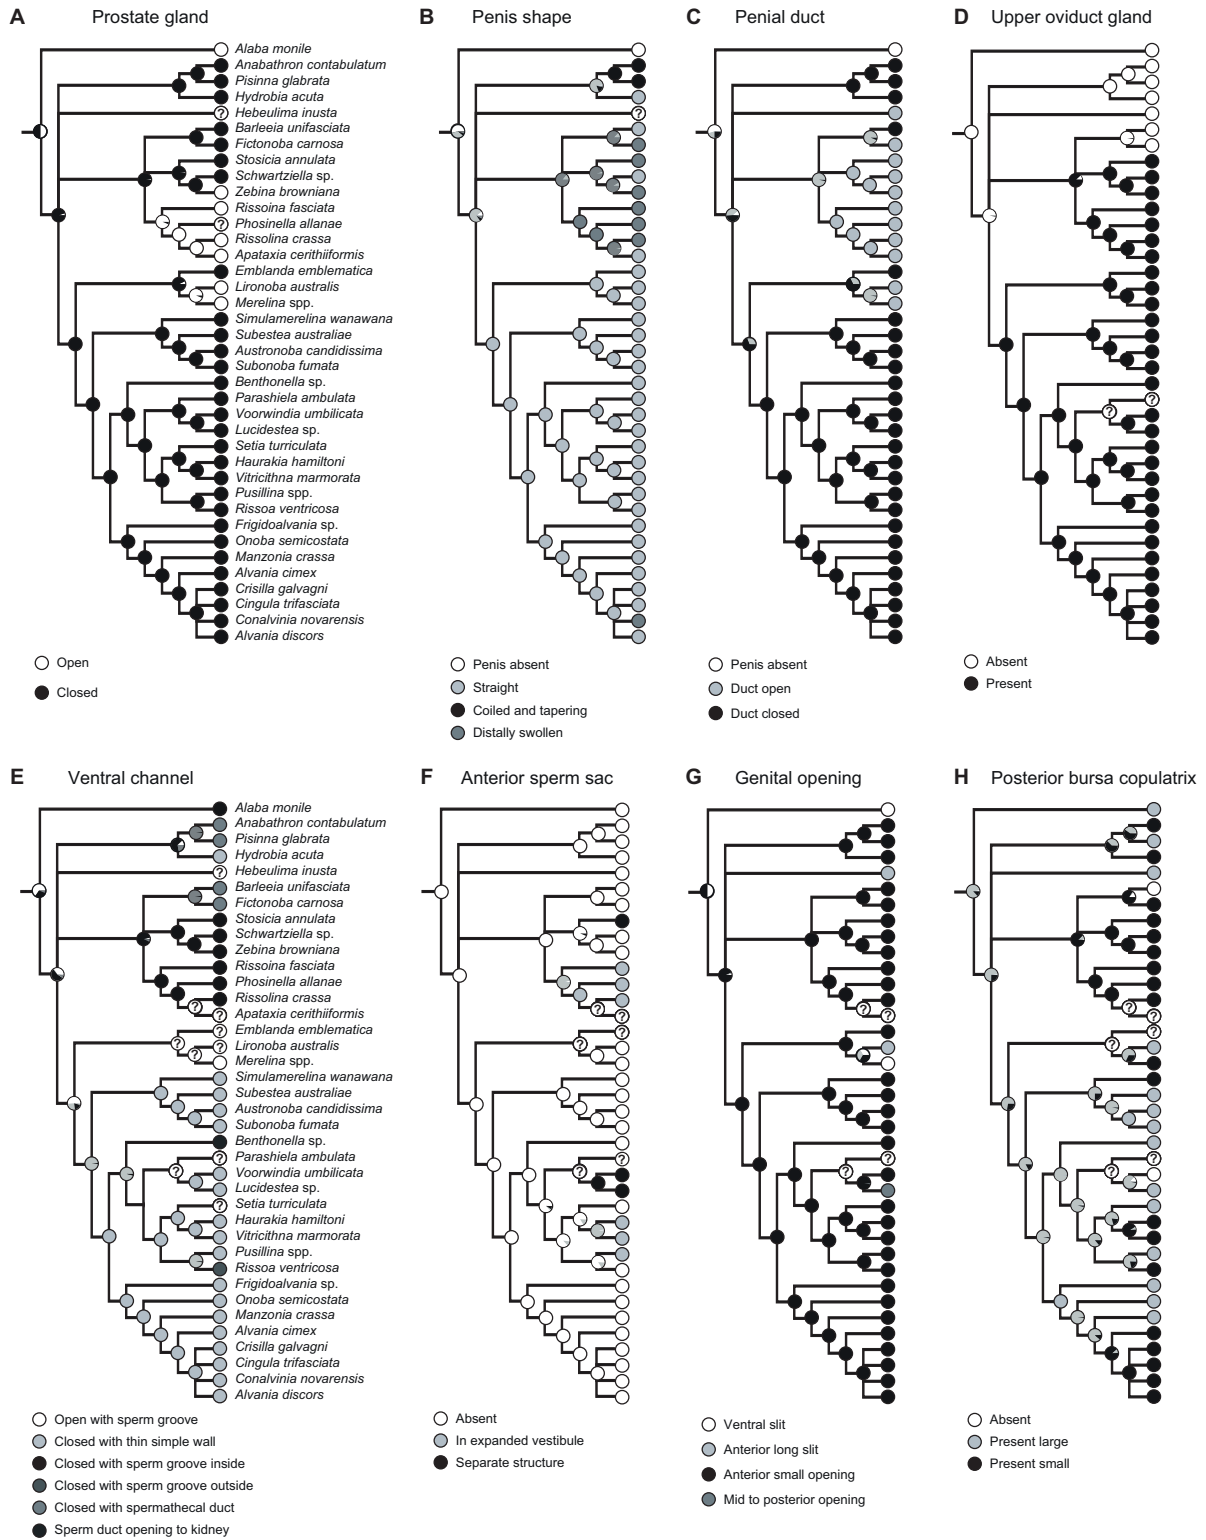 A Prostate gland
B Penis shape
C Penial duct
D Upper oviduct gland
Alaba monile
Anabathron contabulatum
Pisinna glabrata
Hydrobia acuta
? Hebeulima inusta ?
Barleeia unifasciata
Fictonoba carnosa
Stosicia annulata
Schwartziella sp.
Zebina browniana
Rissoina fasciata
? Phosinella allanae
Rissolina crassa
Apataxia cerithiiformis
Emblanda emblematica
Lironoba australis
Merelina spp.
Simulamerelina wanawana
Subestea australiae
Austronoba candidissima
Subonoba fumata
Benthonella sp.
Parashiela ambulata ?
Voorwindia umbilicata ?
Lucidestea sp.
Setia turriculata
Haurakia hamiltoni
Vitricithna marmorata
Pusillina spp.
Rissoa ventricosa
Frigidoalvania sp.
Onoba semicostata
Manzonia crassa
Alvania cimex
Crisilla galvagni
Cingula trifasciata
Conalvinia novarensis
Alvania discors
Open
Closed
Penis absent
Straight
Coiled and tapering
Distally swollen
Penis absent
Duct open
Duct closed
Absent
Present
E Ventral channel
F Anterior sperm sac
G Genital opening
H Posterior bursa copulatrix
Alaba monile
Anabathron contabulatum
Pisinna glabrata
Hydrobia acuta
? Hebeulima inusta
Barleeia unifasciata
Fictonoba carnosa
Stosicia annulata
Schwartziella sp.
Zebina browniana
Rissoina fasciata
Phosinella allanae
? Rissolina crassa ? ? ?
? Apataxia cerithiiformis ? ? ?
? Emblanda emblematica ? ?
? ? Lironoba australis ? ?
? Merelina spp.
Simulamerelina wanawana
Subestea australiae
Austronoba candidissima
Subonoba fumata
Benthonella sp.
? Parashiela ambulata ? ? ?
? Voorwindia umbilicata ? ? ?
Lucidestea sp.
? Setia turriculata
Haurakia hamiltoni
Vitricithna marmorata
Pusillina spp.
Rissoa ventricosa
Frigidoalvania sp.
Onoba semicostata
Manzonia crassa
Alvania cimex
Crisilla galvagni
Cingula trifasciata
Conalvinia novarensis
Alvania discors
Open with sperm groove
Closed with thin simple wall
Closed with sperm groove inside
Closed with sperm groove outside
Closed with spermathecal duct
Sperm duct opening to kidney
Absent
In expanded vestibule
Separate structure
Ventral slit
Anterior long slit
Anterior small opening
Mid to posterior opening
Absent
Present large
Present small